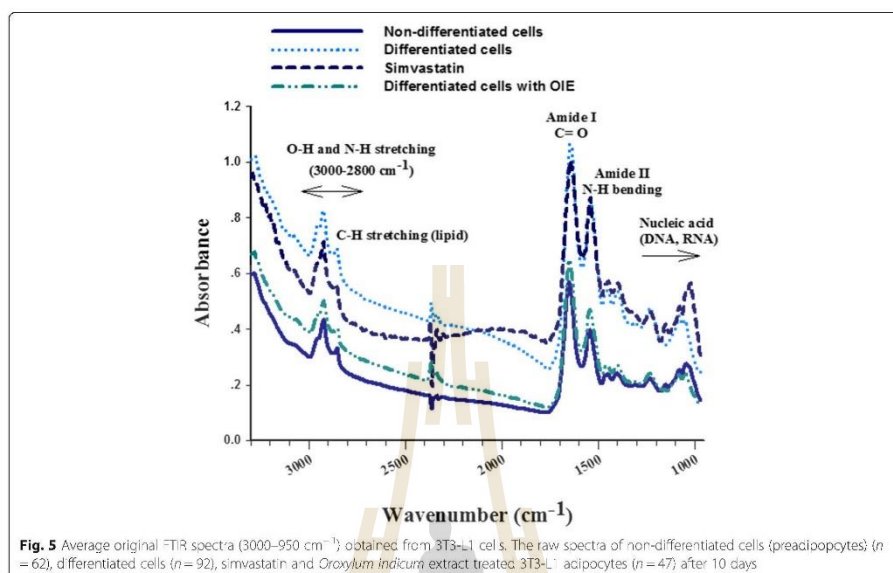 Non-differentiated cells
Differentiated cells
Simvastatin
Differentiated cells with OIE
1.2
1.0
.8
.6
.4
.2
0.0
Absorbance
O-H and N-H stretching
(3000-2800 cm⁻¹)
C-H stretching (lipid)
Amide I
C= O
Amide II
N-H bending
Nucleic acid
(DNA, RNA)
3000
2500
2000
1500
1000
Wavenumber (cm⁻¹)
Fig. 5 Average original FTIR spectra (3000–950 cm⁻¹) obtained from 3T3-L1 cells. The raw spectra of non-differentiated cells (preadipopcytes) (n
= 62), differentiated cells (n = 92), simvastatin and Oroxylum indicum extract treated 3T3-L1 adipocytes (n = 47) after 10 days